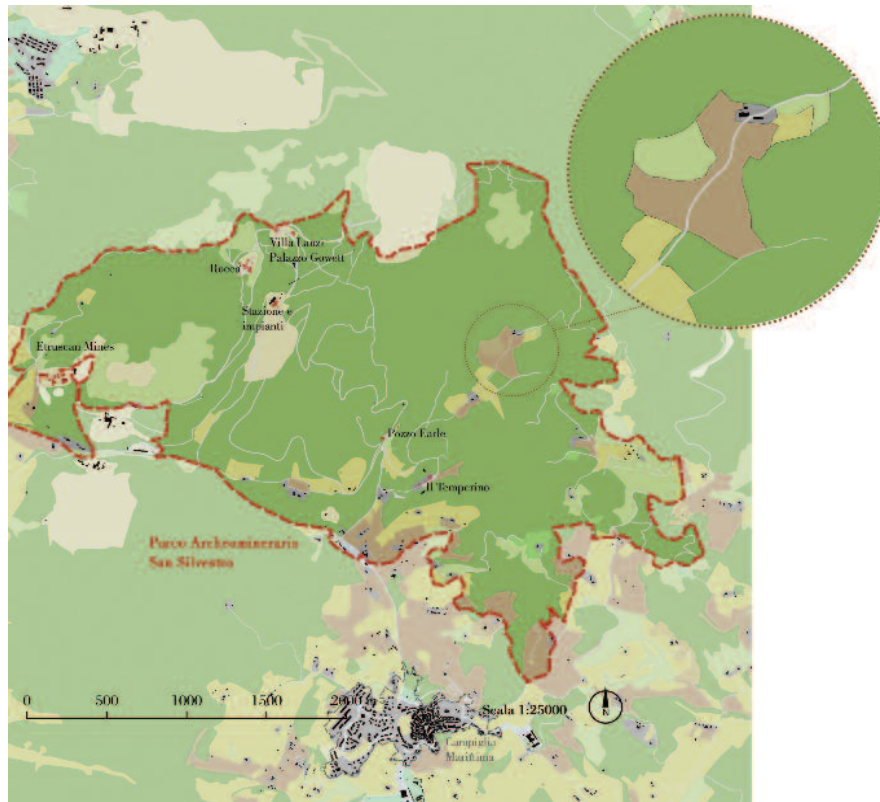 Villa Lanzi
Palazzo Gowett
Rocca
Stazione e
impianti
Etruscan Mines
Pozzo Earle
Il Temperino
Parco Archeominerario
San Silvestro
0 500 1000 1500 2000
Scala 1:25000
N
Campiglia
Marittima